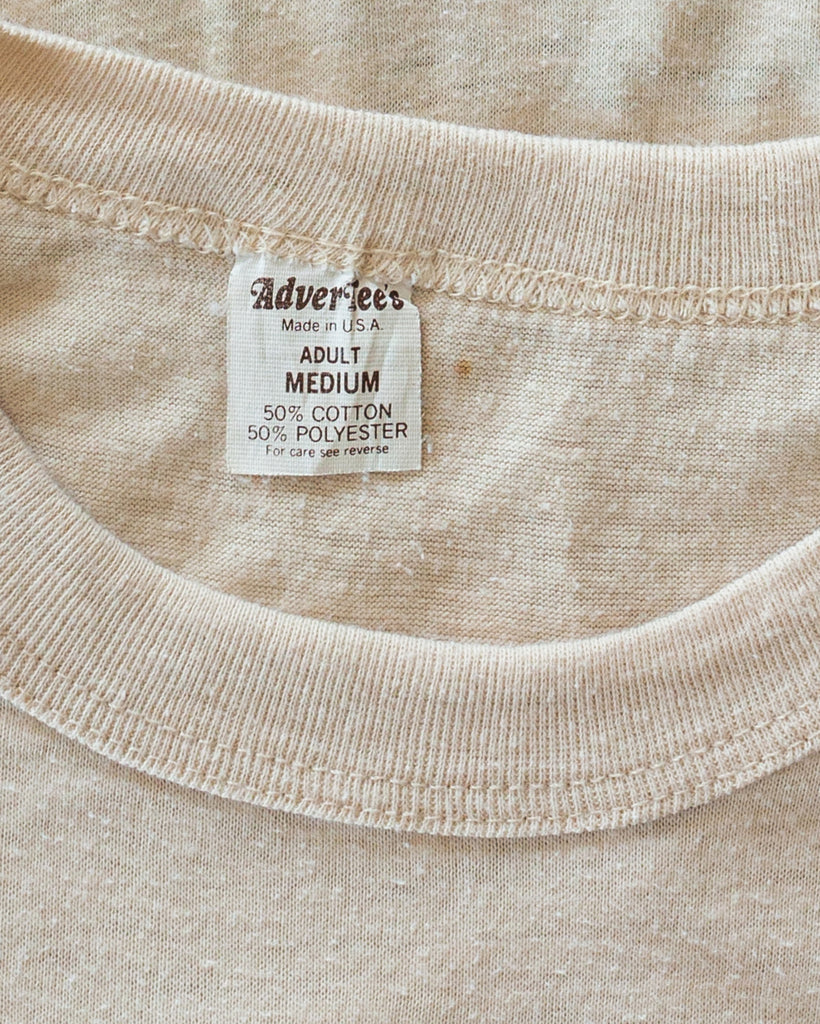 AdverTee's
Made in U.S.A.
ADULT
MEDIUM
50% COTTON
50% POLYESTER
For care see reverse